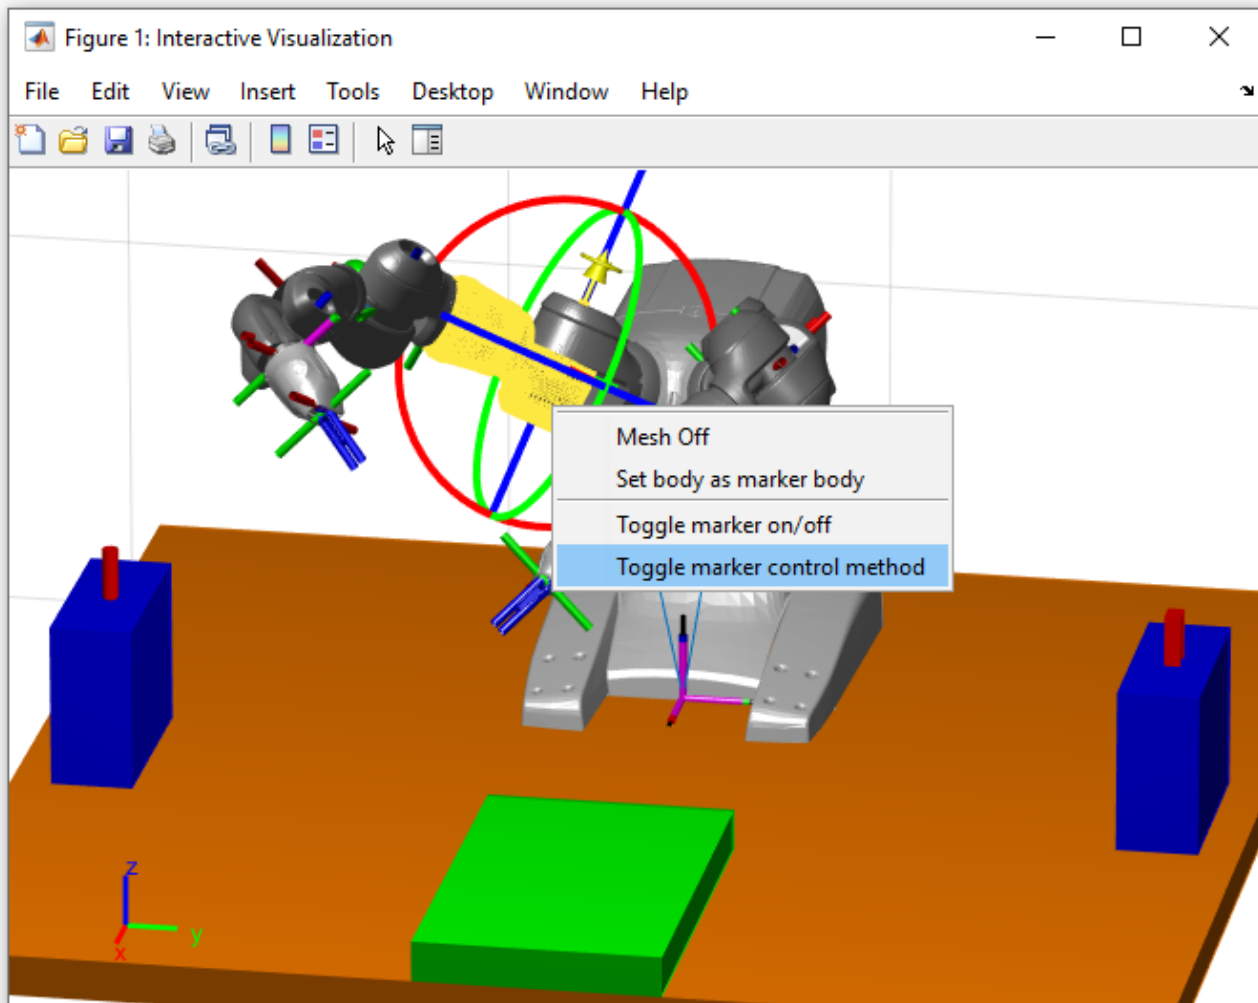 Figure 1: Interactive Visualization
File Edit View Insert Tools Desktop Window Help
Mesh Off
Set body as marker body
Toggle marker on/off
Toggle marker control method
z
y
x